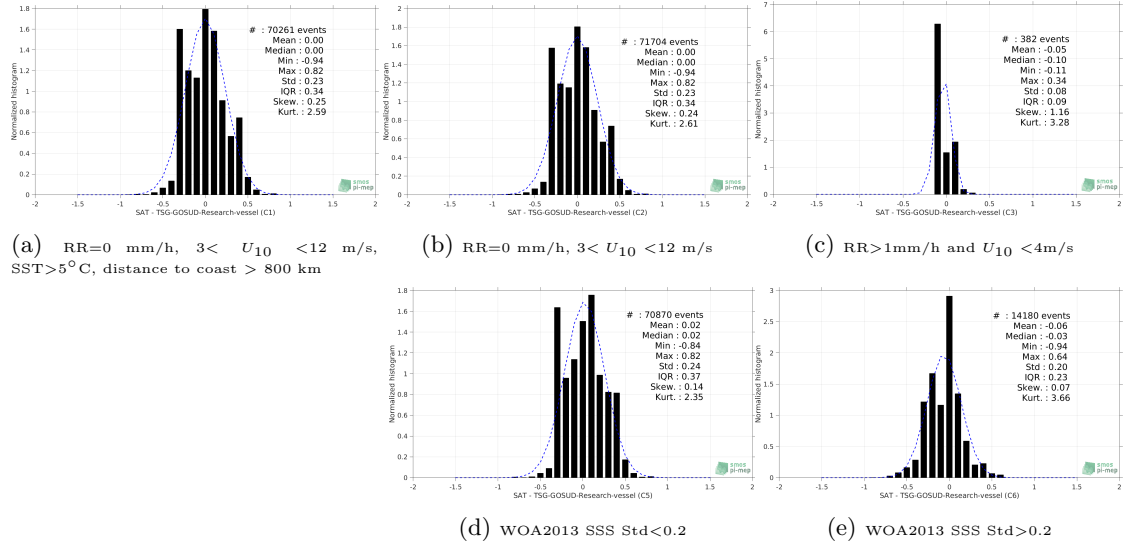 1.8
1.6
1.4
1.2
1
0.8
0.6
0.4
0.2
0
Normalized histogram
# : 70261 events
Mean : 0.00
Median : 0.00
Min : -0.94
Max : 0.82
Std : 0.23
IQR : 0.34
Skew. : 0.25
Kurt. : 2.59
smos
pi-mep
-2 -1.5 -1 -0.5 0 0.5 1 1.5 2
SAT - TSG-GOSUD-Research-vessel (C1)
(a) RR=0 mm/h, 3< U10 <12 m/s,
SST>5°C, distance to coast > 800 km
2
1.8
1.6
1.4
1.2
1
0.8
0.6
0.4
0.2
0
Normalized histogram
# : 71704 events
Mean : 0.00
Median : 0.00
Min : -0.94
Max : 0.82
Std : 0.23
IQR : 0.34
Skew. : 0.24
Kurt. : 2.61
smos
pi-mep
-2 -1.5 -1 -0.5 0 0.5 1 1.5 2
SAT - TSG-GOSUD-Research-vessel (C2)
(b) RR=0 mm/h, 3< U10 <12 m/s
7
6
5
4
3
2
1
0
Normalized histogram
# : 382 events
Mean : -0.05
Median : -0.10
Min : -0.11
Max : 0.34
Std : 0.08
IQR : 0.09
Skew. : 1.16
Kurt. : 3.28
smos
pi-mep
-2 -1.5 -1 -0.5 0 0.5 1 1.5 2
SAT - TSG-GOSUD-Research-vessel (C3)
(c) RR>1mm/h and U10 <4m/s
1.8
1.6
1.4
1.2
1
0.8
0.6
0.4
0.2
0
Normalized histogram
# : 70870 events
Mean : 0.02
Median : 0.02
Min : -0.84
Max : 0.82
Std : 0.24
IQR : 0.37
Skew. : 0.14
Kurt. : 2.35
smos
pi-mep
-2 -1.5 -1 -0.5 0 0.5 1 1.5 2
SAT - TSG-GOSUD-Research-vessel (C5)
(d) WOA2013 SSS Std<0.2
3
2.5
2
1.5
1
0.5
0
Normalized histogram
# : 14180 events
Mean : -0.06
Median : -0.03
Min : -0.94
Max : 0.64
Std : 0.20
IQR : 0.23
Skew. : 0.07
Kurt. : 3.66
smos
pi-mep
-2 -1.5 -1 -0.5 0 0.5 1 1.5 2
SAT - TSG-GOSUD-Research-vessel (C6)
(e) WOA2013 SSS Std>0.2